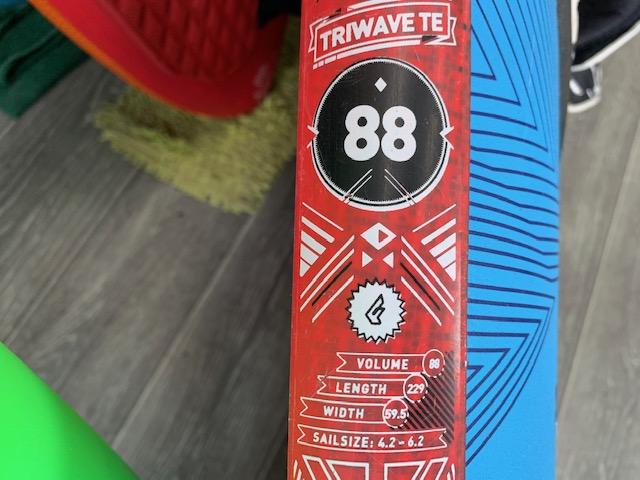 TRIWAVE TE
88
VOLUME 88
LENGTH 229
WIDTH 59.5
SAILSIZE: 4.2 - 6.2